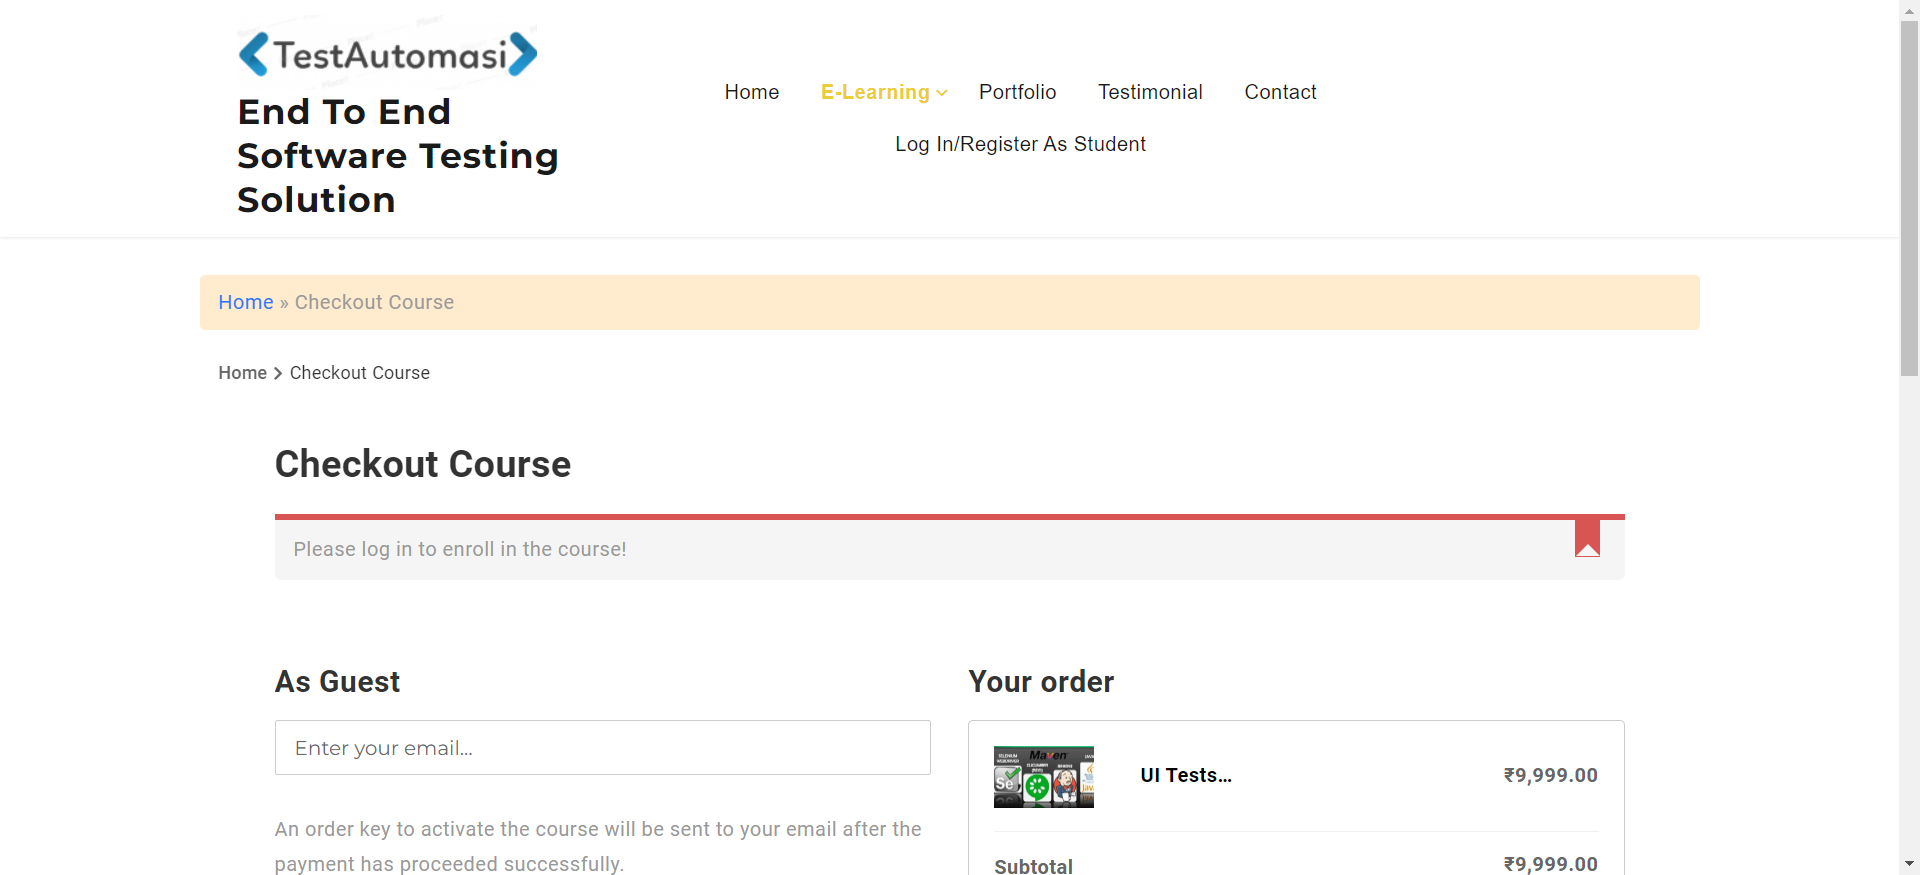 TestAutomasi
End To End
Software Testing
Solution
Home
E-Learning
Portfolio
Testimonial
Contact
Log In/Register As Student
Home » Checkout Course
Home > Checkout Course
Checkout Course
Please log in to enroll in the course!
As Guest
Enter your email...
An order key to activate the course will be sent to your email after the
payment has proceeded successfully.
Your order
Maven
Se
UI Tests... ₹9,999.00
Subtotal ₹9,999.00